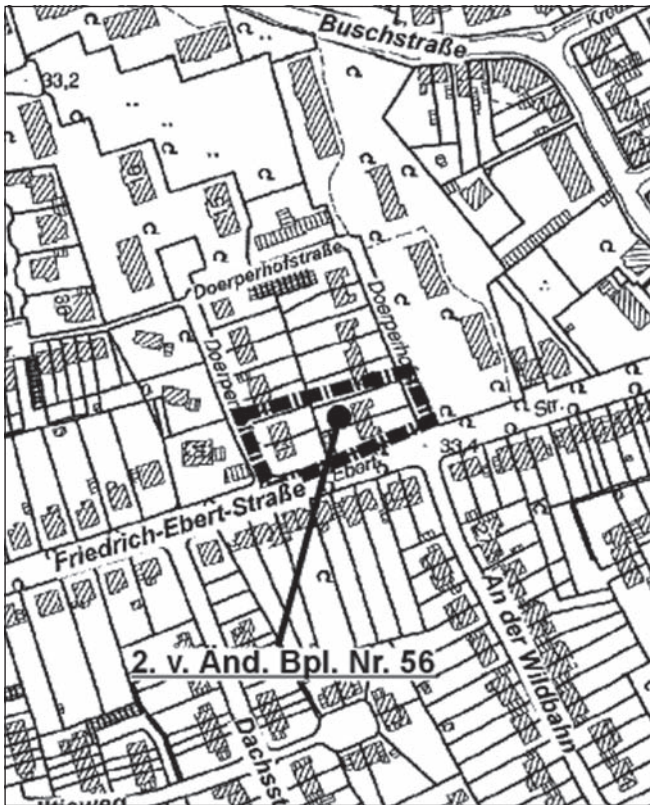 Buschstraße
33,2
Doerperhofstraße
Doerperhof
Doerper
Str.
33,4
Ebert
Friedrich-Ebert-Straße
2. v. Änd. Bpl. Nr. 56
An der Wildbahn
Dachsst